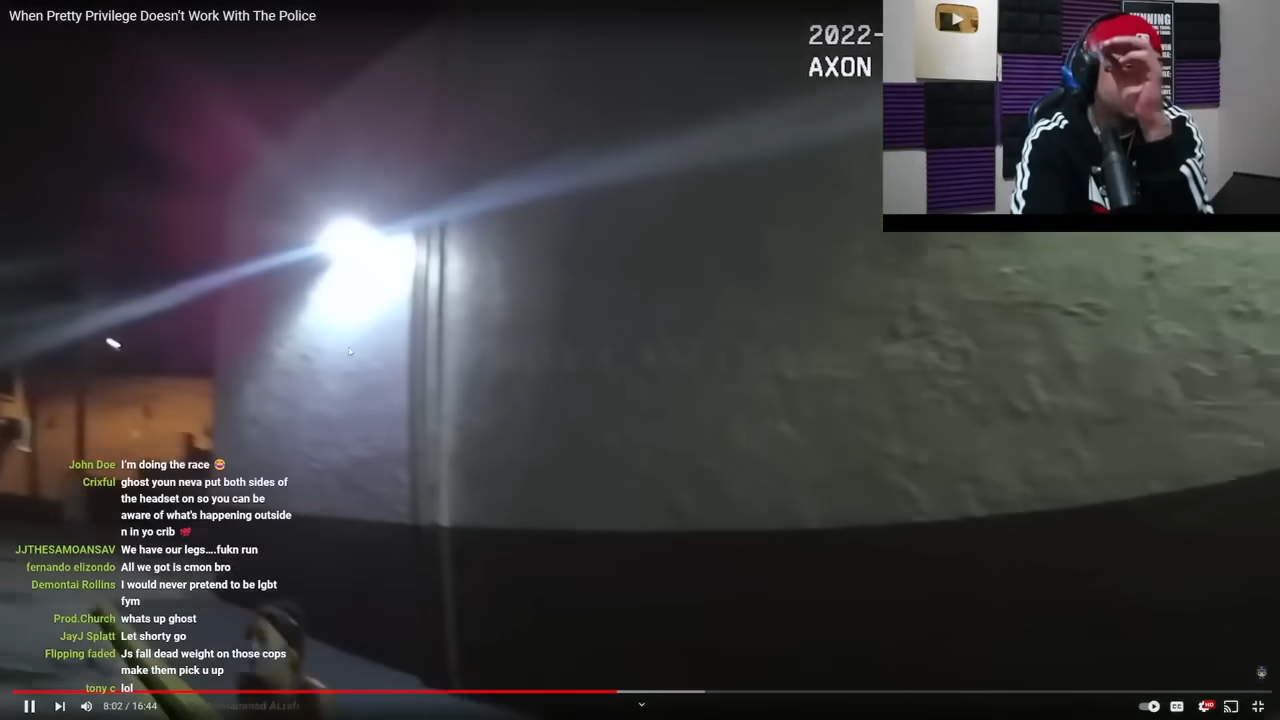 When Pretty Privilege Doesn't Work With The Police
2022-
AXON
WINNING
John Doe I'm doing the race 😂
Crixful ghost youn neva put both sides of
the headset on so you can be
aware of what's happening outside
n in yo crib 💯
JJTHESAMOANSAV We have our legs....fukn run
fernando elizondo All we got is cmon bro
Demontai Rollins I would never pretend to be lgbt
fym
Prod.Church whats up ghost
JayJ Splatt Let shorty go
Flipping faded Js fall dead weight on those cops
make them pick u up
tony c lol
8:02 / 16:44
CC
HD